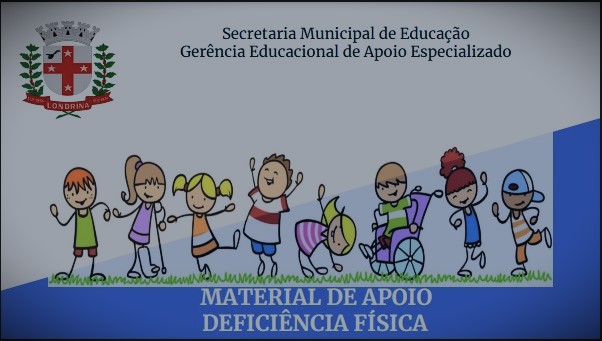 Secretaria Municipal de Educação
Gerência Educacional de Apoio Especializado
LONDRINA
MATERIAL DE APOIO
DEFICIÊNCIA FÍSICA